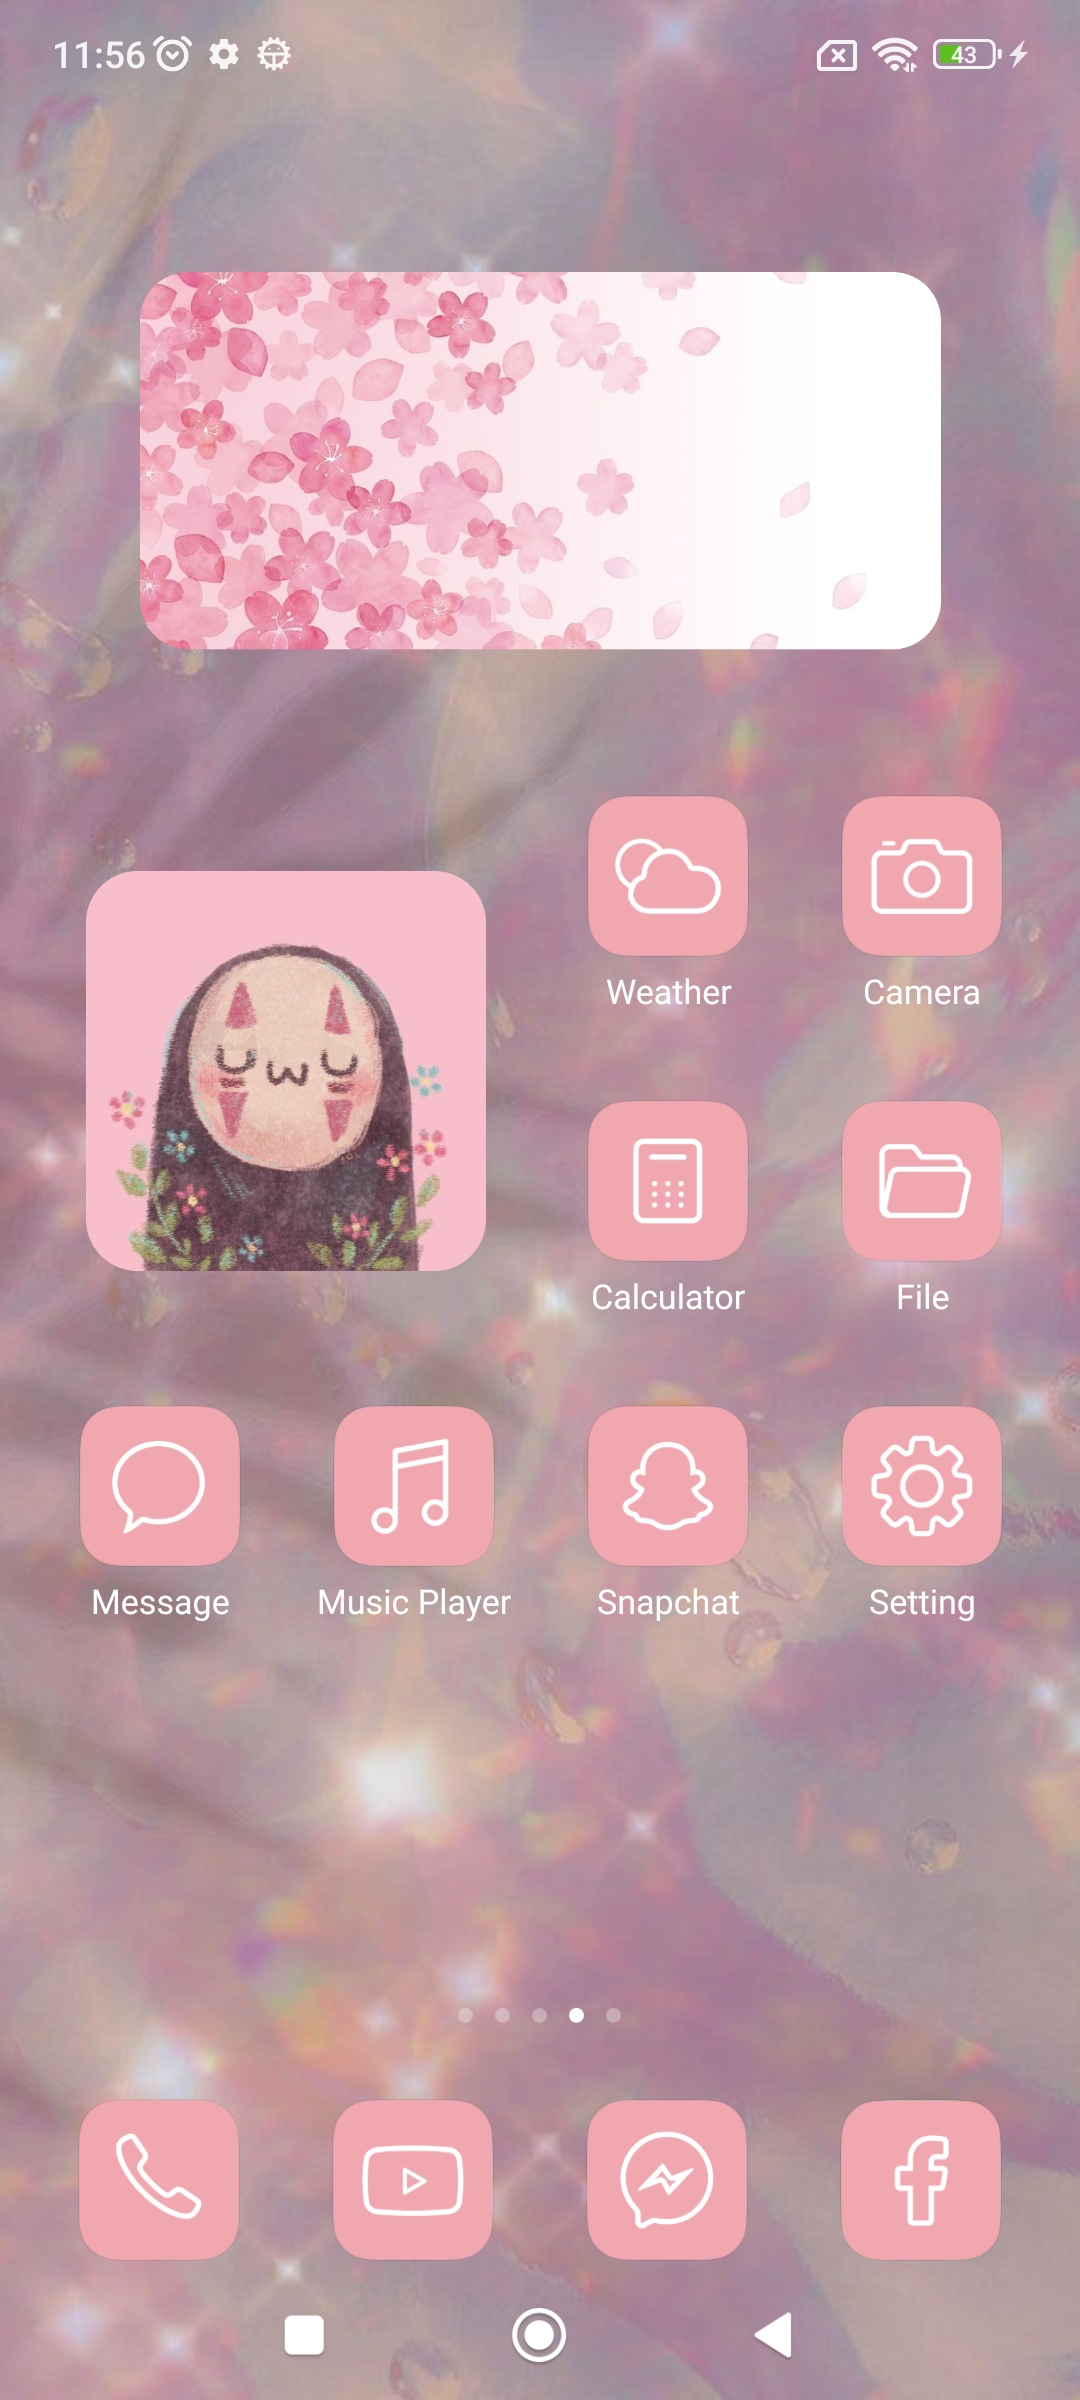 11:56
43
Weather
Camera
Calculator
File
Message
Music Player
Snapchat
Setting